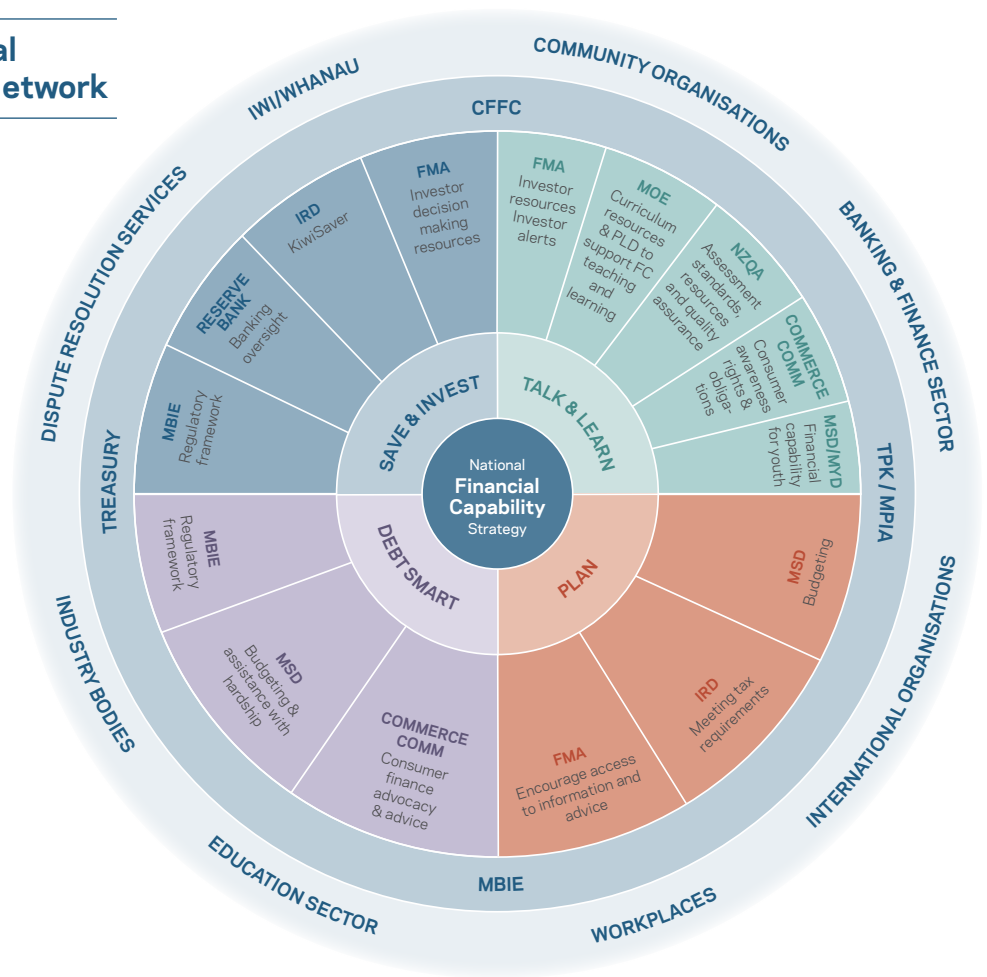 al
etwork
IWI/WHANAU
COMMUNITY ORGANISATIONS
BANKING & FINANCE SECTOR
INTERNATIONAL ORGANISATIONS
WORKPLACES
EDUCATION SECTOR
INDUSTRY BODIES
DISPUTE RESOLUTION SERVICES
CFFC
TPK / MPIA
MBIE
TREASURY
National
Financial
Capability
Strategy
SAVE & INVEST
MBIE
Regulatory
framework
RESERVE
BANK
Banking
oversight
IRD
KiwiSaver
FMA
Investor
decision
making
resources
TALK & LEARN
FMA
Investor
resources
Investor
alerts
MOE
Curriculum
resources
& PLD to
support FC
teaching
and
learning
NZQA
Assessment
standards,
resources
and quality
assurance
COMMERCE
COMM
Consumer
awareness
rights &
obliga-
tions
MSD/MYD
Financial
capability
for youth
PLAN
MSD
Budgeting
IRD
Meeting tax
requirements
FMA
Encourage access
to information and
advice
DEBT SMART
COMMERCE
COMM
Consumer
finance
advocacy
& advice
MSD
Budgeting &
assistance with
hardship
MBIE
Regulatory
framework